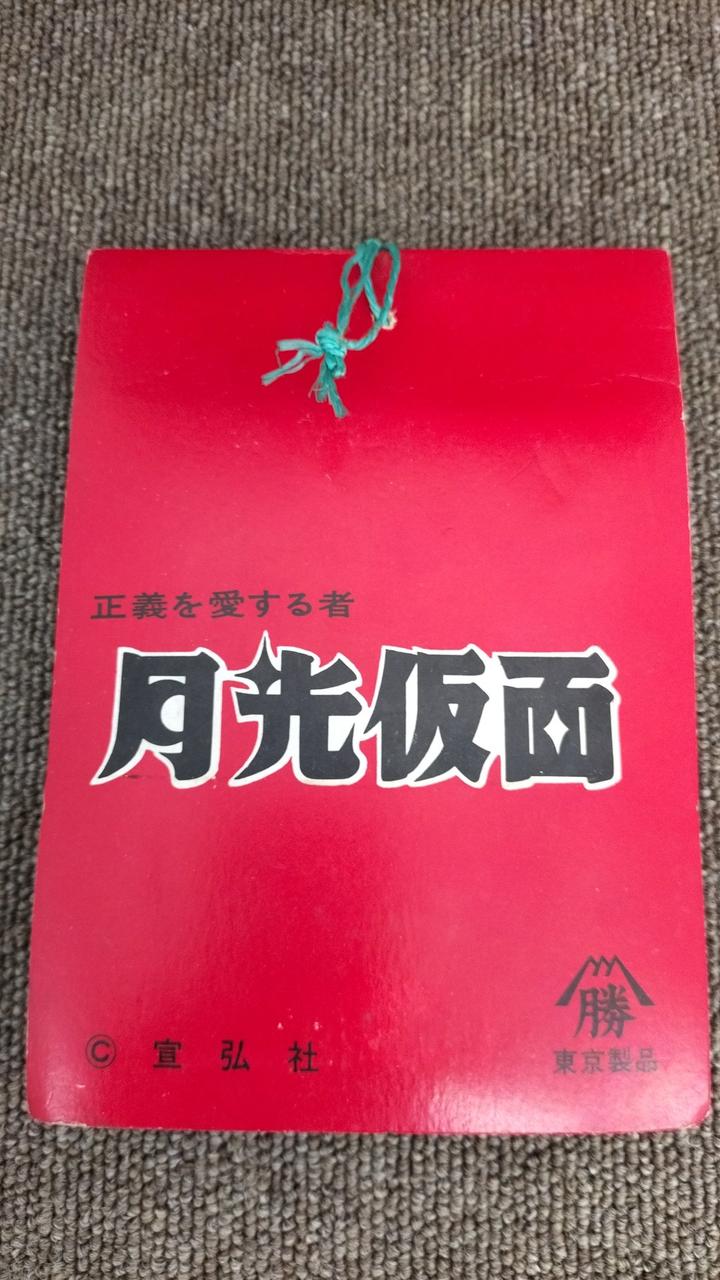 正義を愛する者
月光仮面
勝
© 宣弘社
東京製品